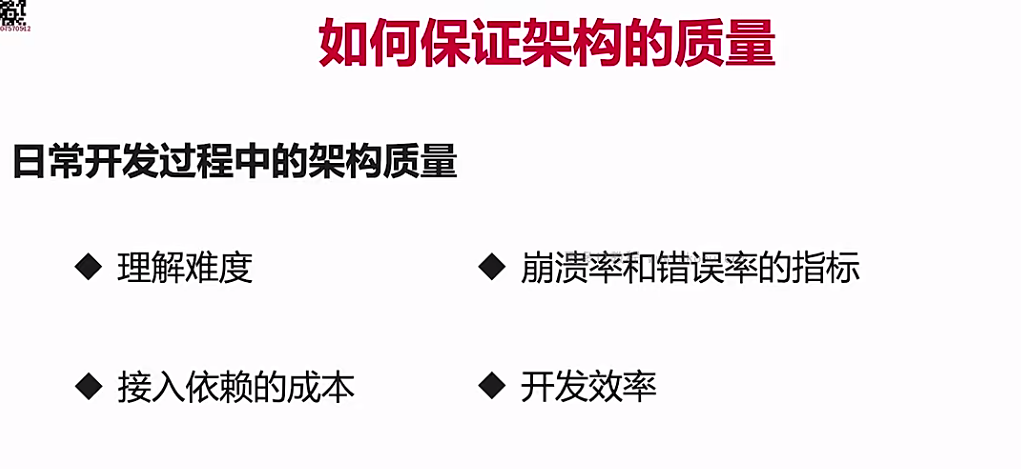 如何保证架构的质量
日常开发过程中的架构质量
◆ 理解难度
◆ 崩溃率和错误率的指标
◆ 接入依赖的成本
◆ 开发效率